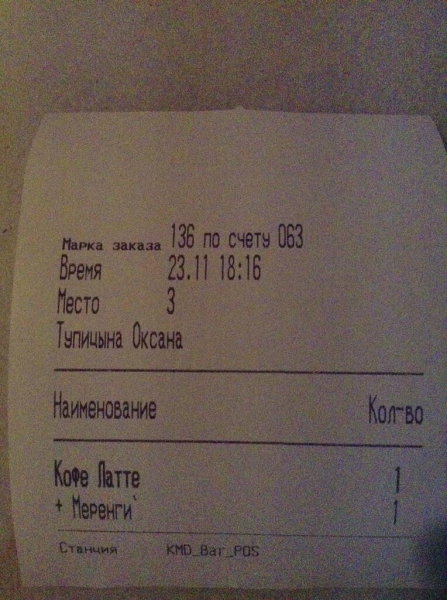 Марка заказа 136 по счету 063
Время 23.11 18:16
Место 3
Тупицына Оксана
Наименование Кол-во
Кофе Латте 1
+ Меренги` 1
Станция KMD_Bar_POS